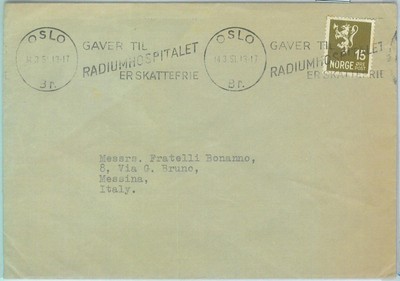 OSLO
Br.
GAVER TIL
RADIUMHOSPITALET
ER SKATTEFRIE
OSLO
Br.
GAVER TIL
RADIUMHOSPITALET
ER SKATTEFRIE
15
NORGE
Messrs. Fratelli Bonanno,
8, Via G. Bruno,
Messina,
Italy.